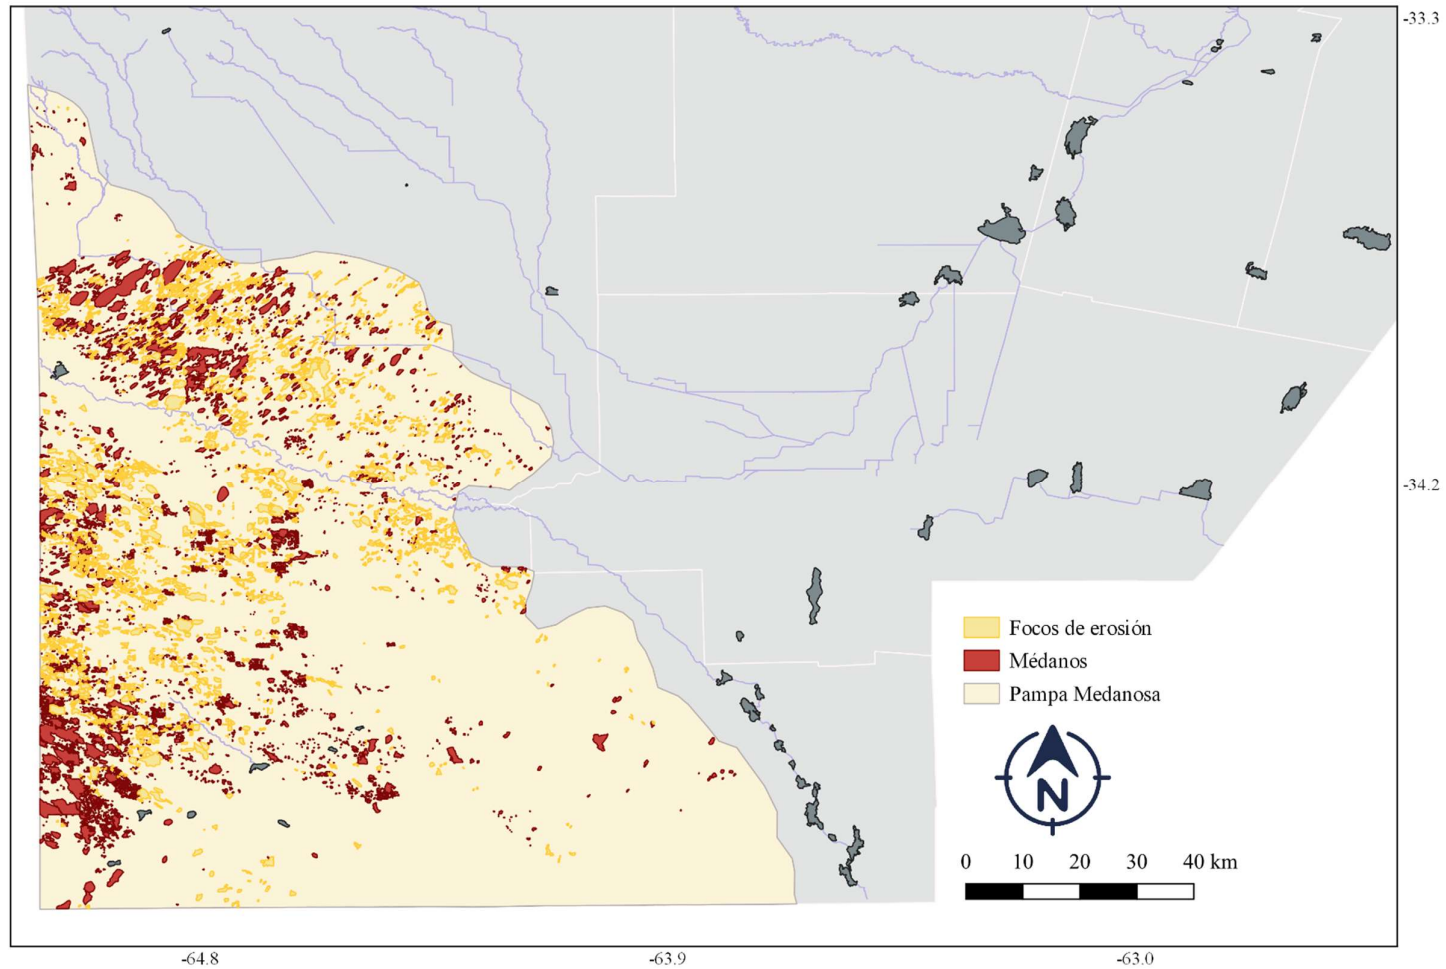 -33.3
-34.2
Focos de erosión
Médanos
Pampa Medanosa
N
0 10 20 30 40 km
-64.8 -63.9 -63.0